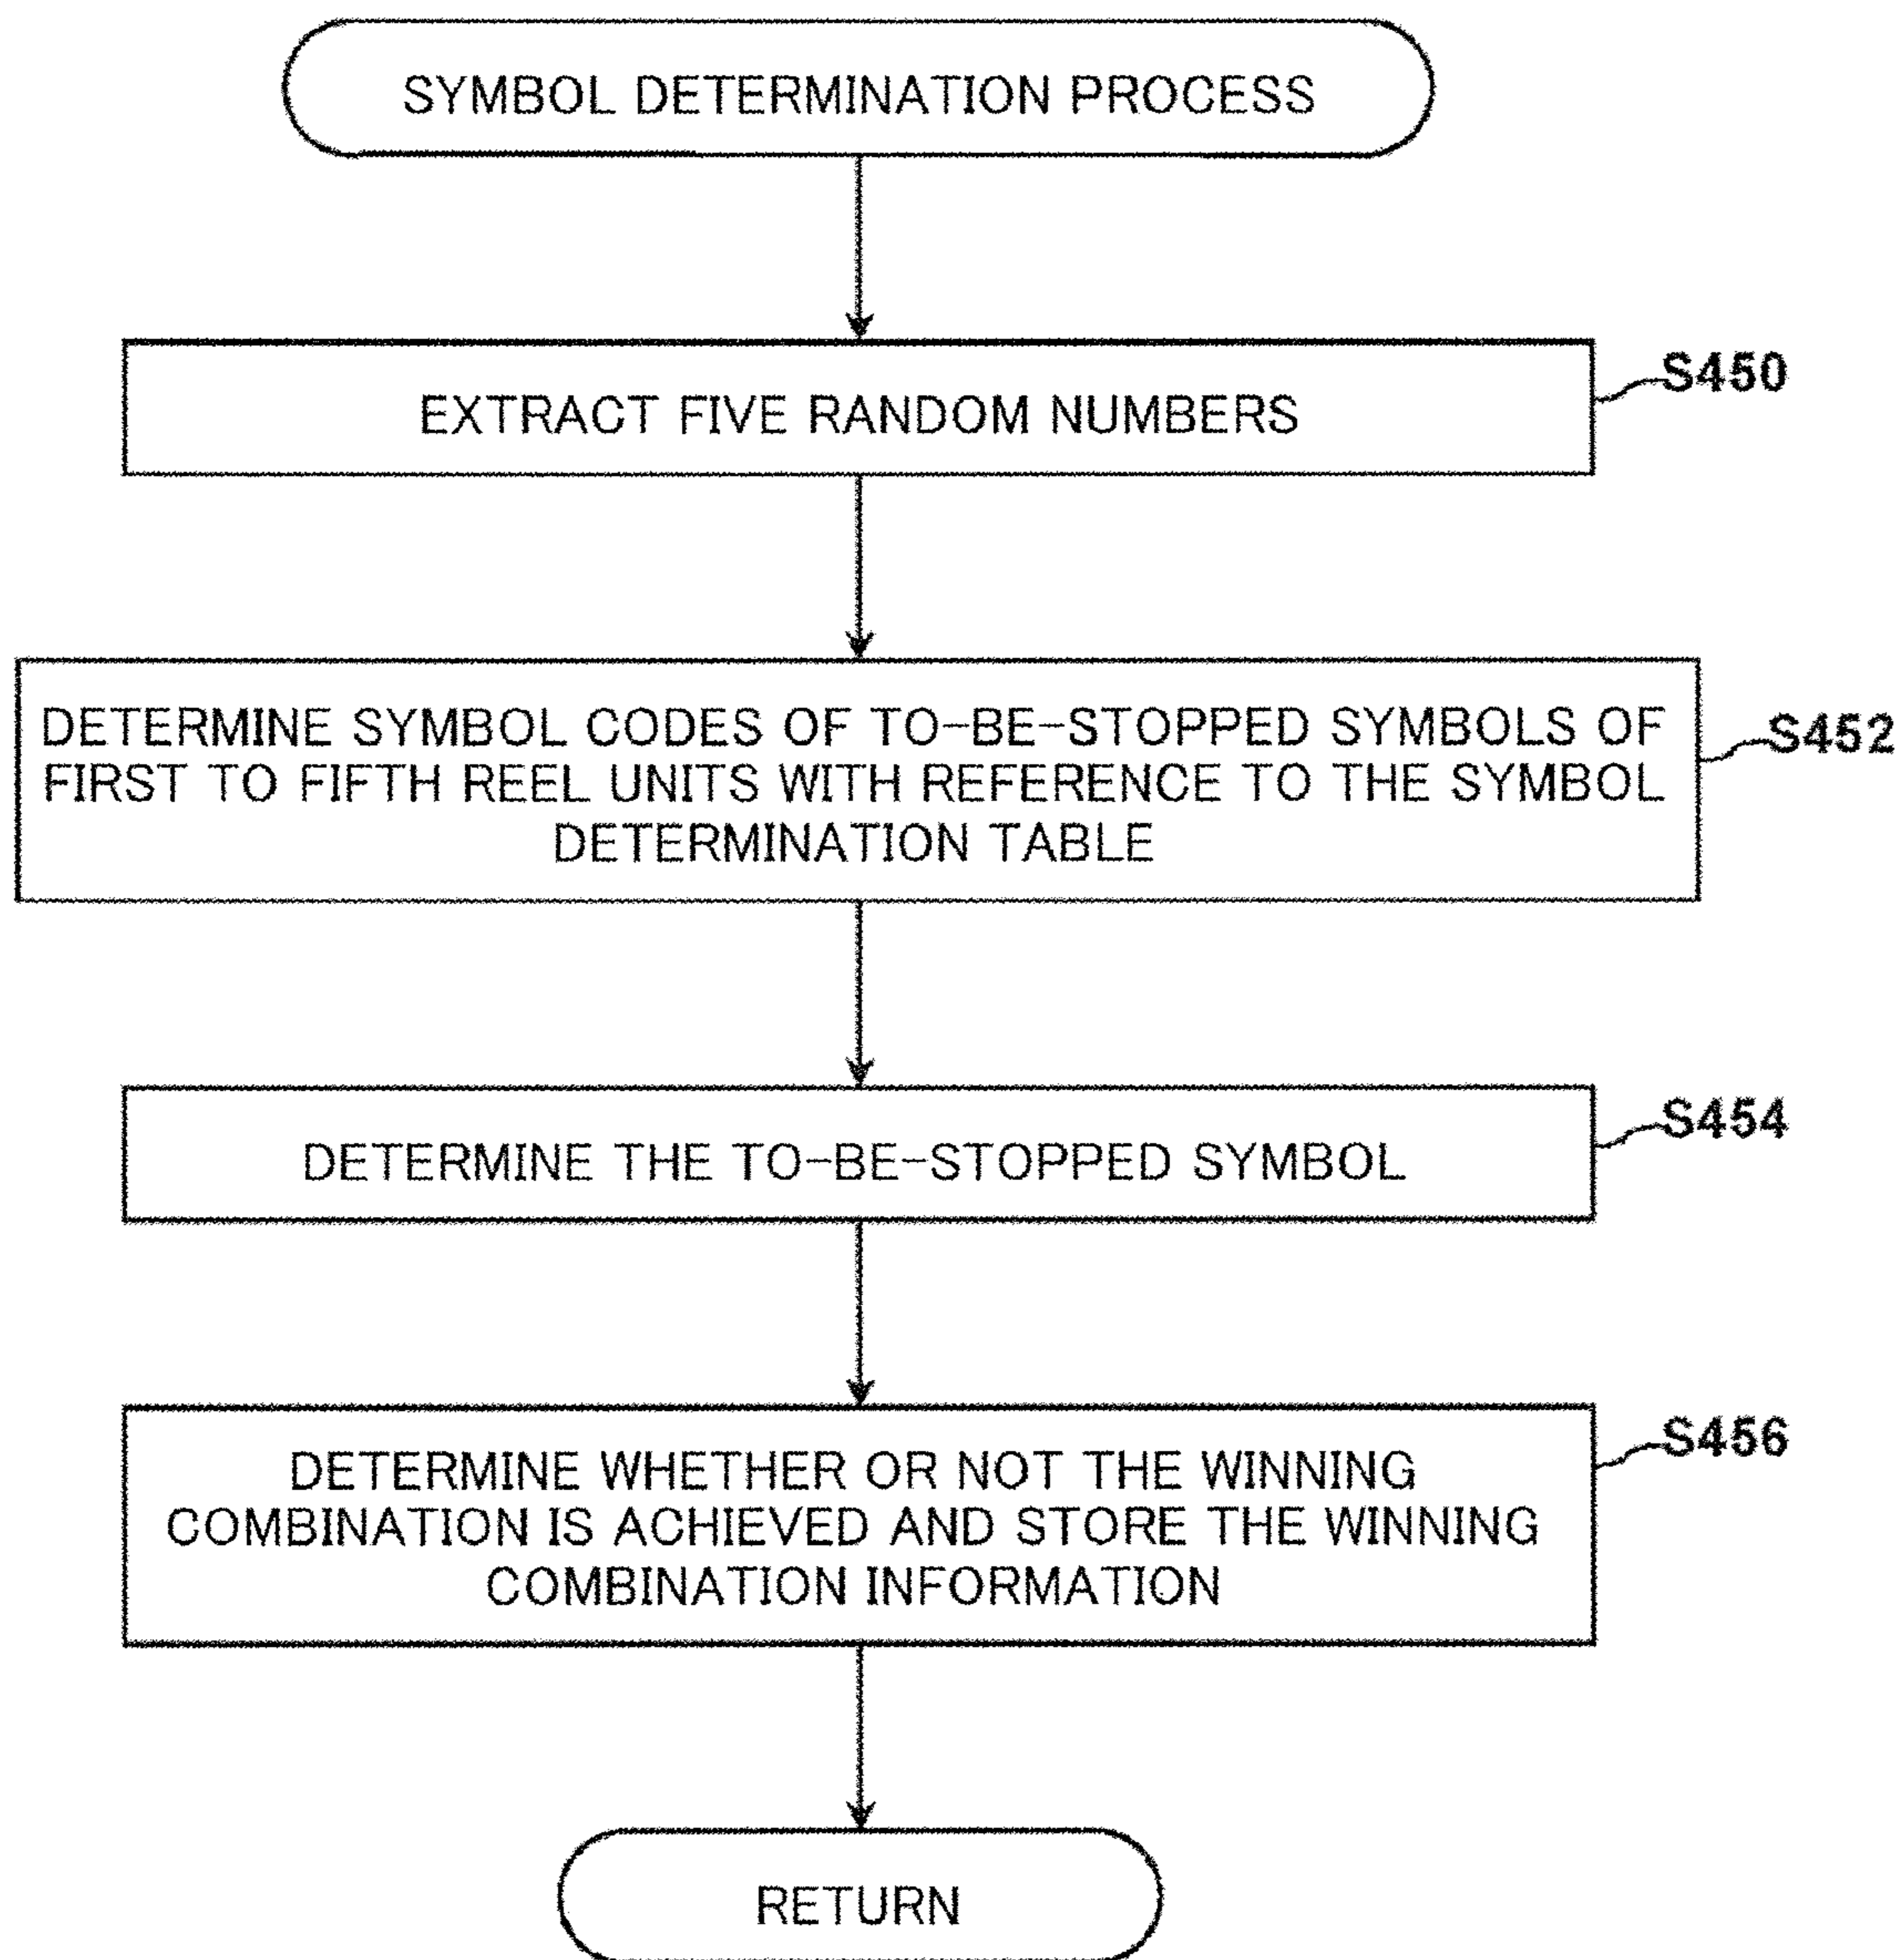 SYMBOL DETERMINATION PROCESS
EXTRACT FIVE RANDOM NUMBERS
S450
DETERMINE SYMBOL CODES OF TO-BE-STOPPED SYMBOLS OF
FIRST TO FIFTH REEL UNITS WITH REFERENCE TO THE SYMBOL
DETERMINATION TABLE
S452
DETERMINE THE TO-BE-STOPPED SYMBOL
S454
DETERMINE WHETHER OR NOT THE WINNING
COMBINATION IS ACHIEVED AND STORE THE WINNING
COMBINATION INFORMATION
S456
RETURN